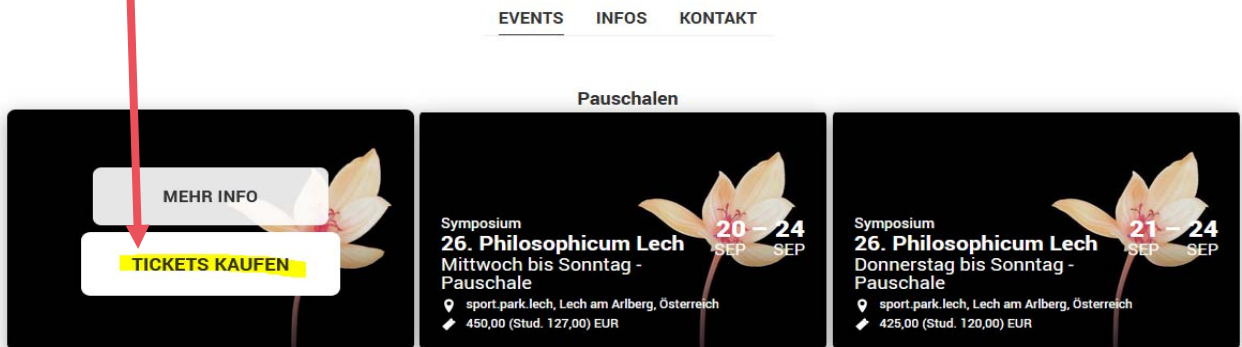 EVENTS INFOS KONTAKT
Pauschalen
MEHR INFO
TICKETS KAUFEN
Symposium
26. Philosophicum Lech
Mittwoch bis Sonntag -
Pauschale
sport.park.lech, Lech am Arlberg, Österreich
450,00 (Stud. 127,00) EUR
20 – 24
SEP SEP
Symposium
26. Philosophicum Lech
Donnerstag bis Sonntag -
Pauschale
sport.park.lech, Lech am Arlberg, Österreich
425,00 (Stud. 120,00) EUR
21 – 24
SEP SEP